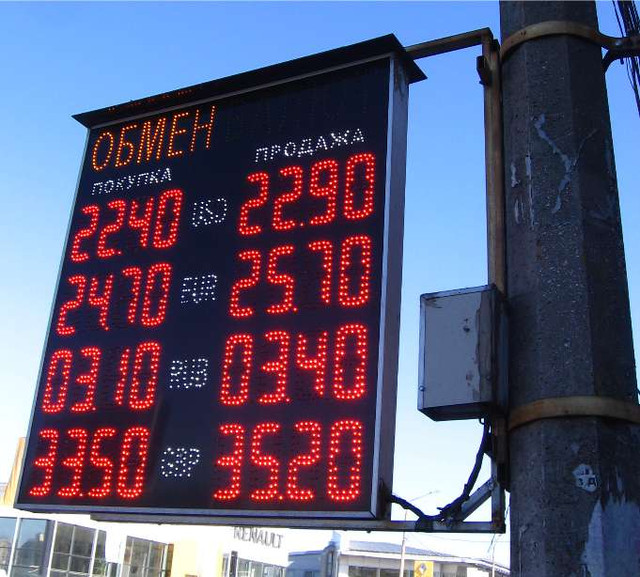 ОБМЕН
ПОКУПКА ПРОДАЖА
22.40 USD 22.90
24.70 EUR 25.70
03.10 RUB 03.40
33.50 GBP 35.20
RENAULT